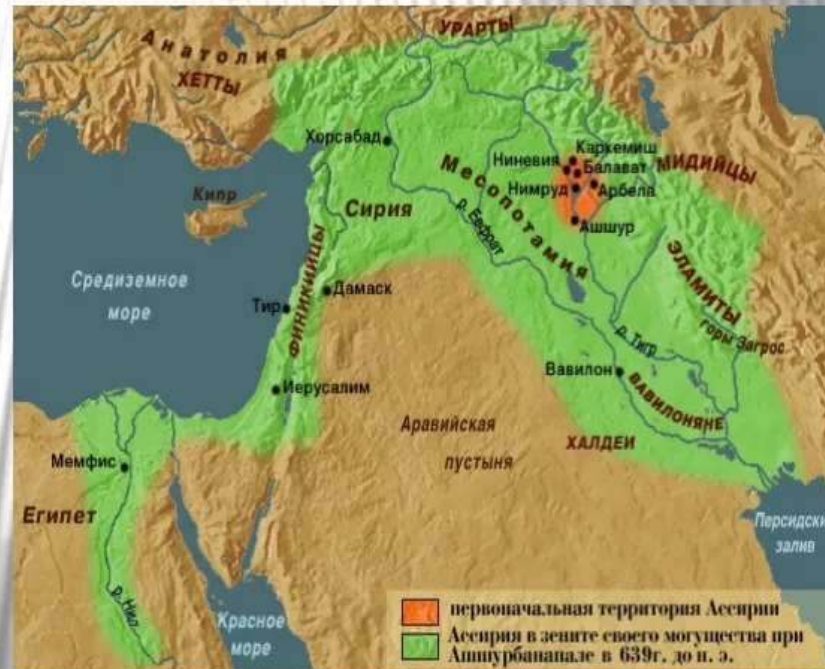 УРАРТЫ
Анатолия
ХЕТТЫ
Хорсабад
Каркемиш
Ниневия
Балават
МИДИЙЦЫ
Нимруд
Арбела
Месопотамия
Кипр
Сирия
р. Евфрат
Ашшур
ЭЛАМИТЫ
Средиземное
море
ФИНИКИЙЦЫ
Дамаск
Тир
горы Загрос
р. Тигр
Вавилон
Иерусалим
ВАВИЛОНЯНЕ
Аравийская
пустыня
ХАЛДЕИ
Мемфис
Египет
Персидский
залив
р. Нил
Красное
море
первоначальная территория Ассирии
Ассирия в зените своего могущества при
Ашшурбанапале в 639г. до н. э.